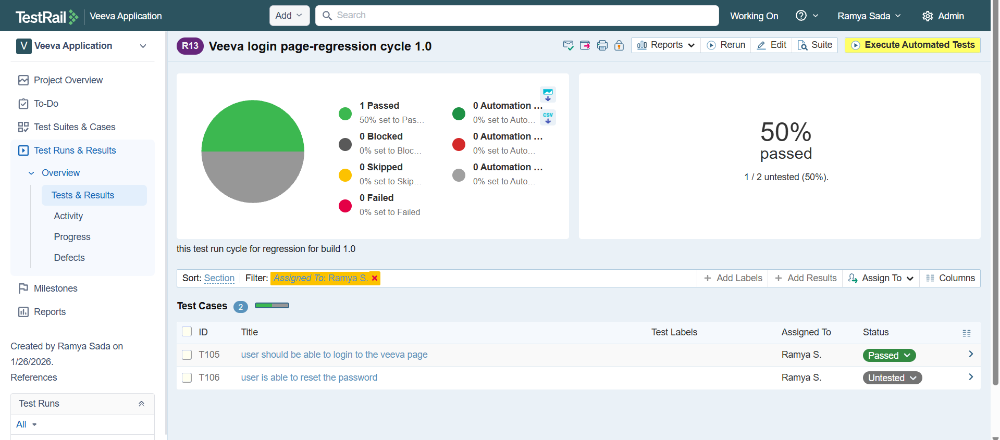 TestRail
Veeva Application
Add
Search
Working On
Ramya Sada
Admin
V Veeva Application
Project Overview
To-Do
Test Suites & Cases
Test Runs & Results
Overview
Tests & Results
Activity
Progress
Defects
Milestones
Reports
Created by Ramya Sada on
1/26/2026.
References
Test Runs
All
R13 Veeva login page-regression cycle 1.0
Reports
Rerun
Edit
Suite
Execute Automated Tests
1 Passed
50% set to Pas...
0 Blocked
0% set to Bloc...
0 Skipped
0% set to Skip...
0 Failed
0% set to Failed
0 Automation ...
0% set to Auto...
0 Automation ...
0% set to Auto...
0 Automation ...
0% set to Auto...
CSV
50%
passed
1 / 2 untested (50%).
this test run cycle for regression for build 1.0
Sort: Section Filter: Assigned To: Ramya S.
+ Add Labels
+ Add Results
Assign To
Columns
Test Cases 2
ID Title Test Labels Assigned To Status
T105 user should be able to login to the veeva page Ramya S. Passed
T106 user is able to reset the password Ramya S. Untested